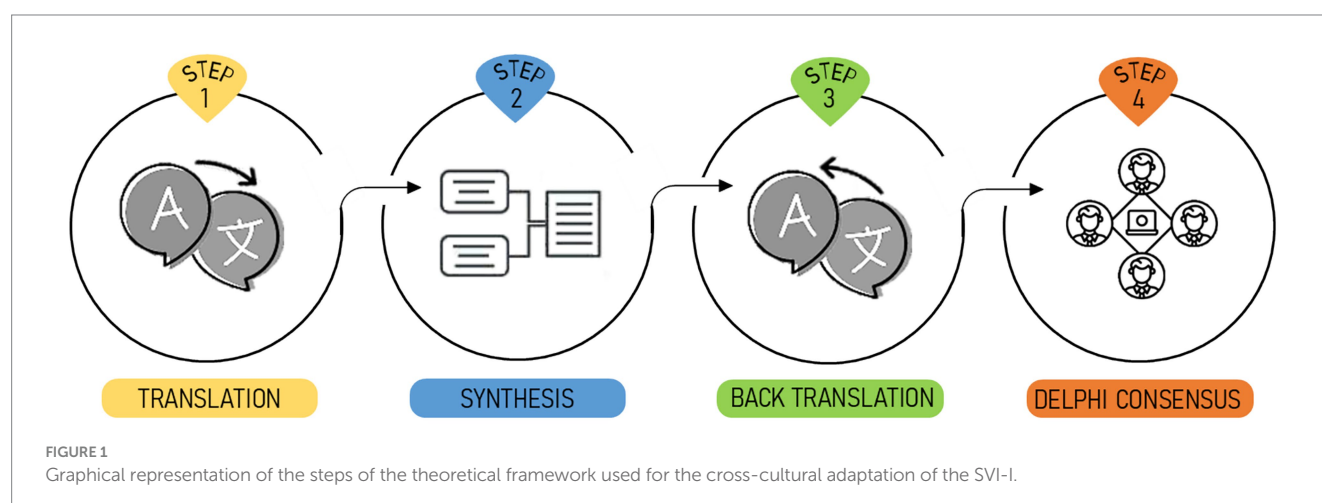 STEP 1
STEP 2
STEP 3
STEP 4
A 文
A 文
TRANSLATION
SYNTHESIS
BACK TRANSLATION
DELPHI CONSENSUS
FIGURE 1
Graphical representation of the steps of the theoretical framework used for the cross-cultural adaptation of the SVI-I.